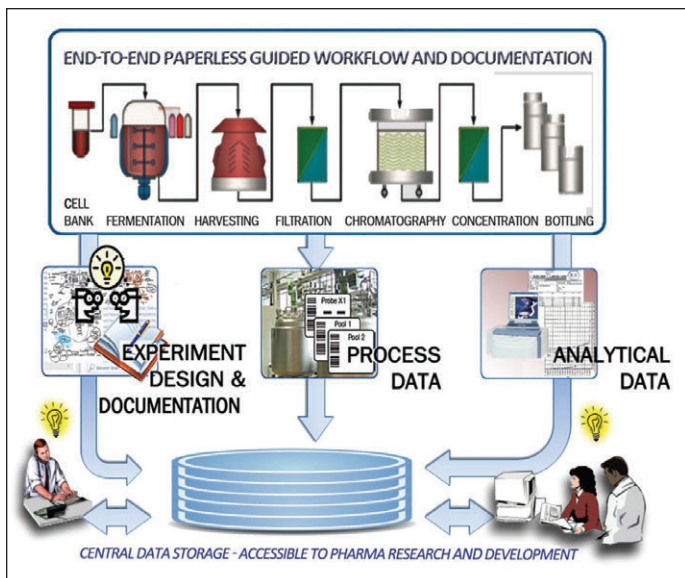 END-TO-END PAPERLESS GUIDED WORKFLOW AND DOCUMENTATION
CELL
BANK FERMENTATION HARVESTING FILTRATION CHROMATOGRAPHY CONCENTRATION BOTTLING
Probe X1
Pool 1
Pool 2
EXPERIMENT
DESIGN &
DOCUMENTATION
PROCESS
DATA
ANALYTICAL
DATA
CENTRAL DATA STORAGE - ACCESSIBLE TO PHARMA RESEARCH AND DEVELOPMENT